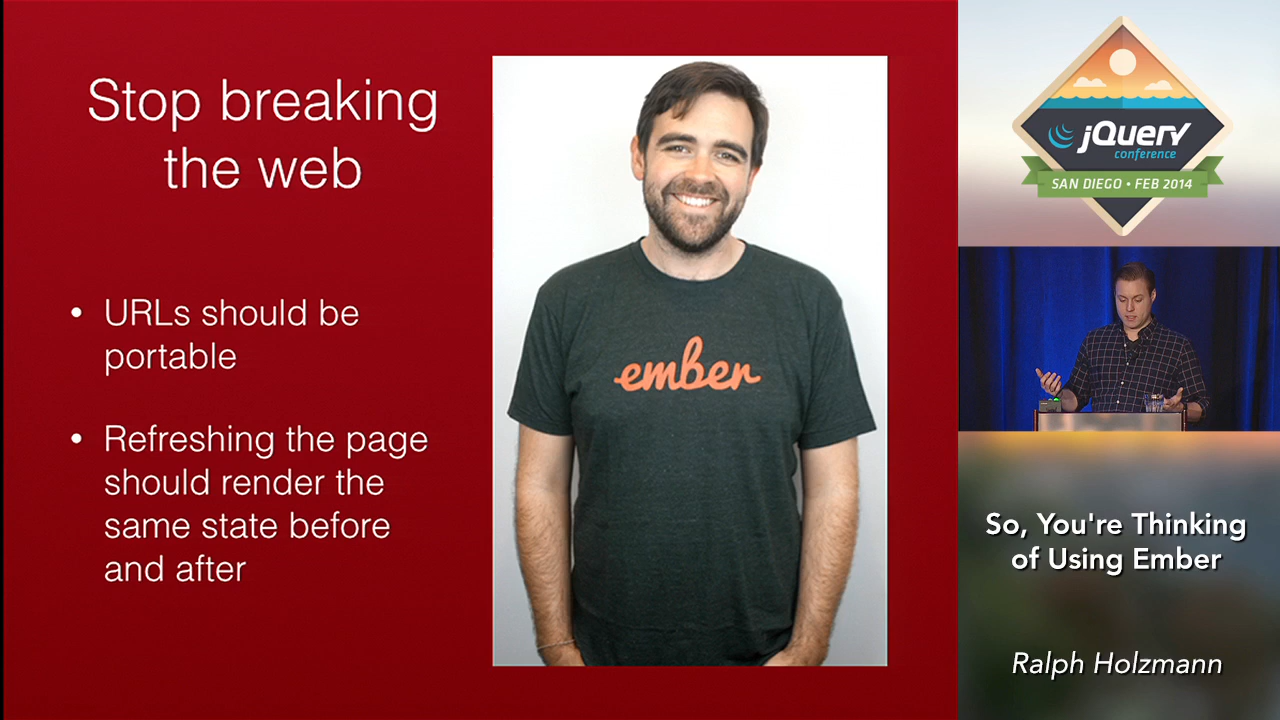 Stop breaking
the web
• URLs should be
portable
• Refreshing the page
should render the
same state before
and after
ember
jQuery
conference
SAN DIEGO • FEB 2014
So, You're Thinking
of Using Ember
Ralph Holzmann